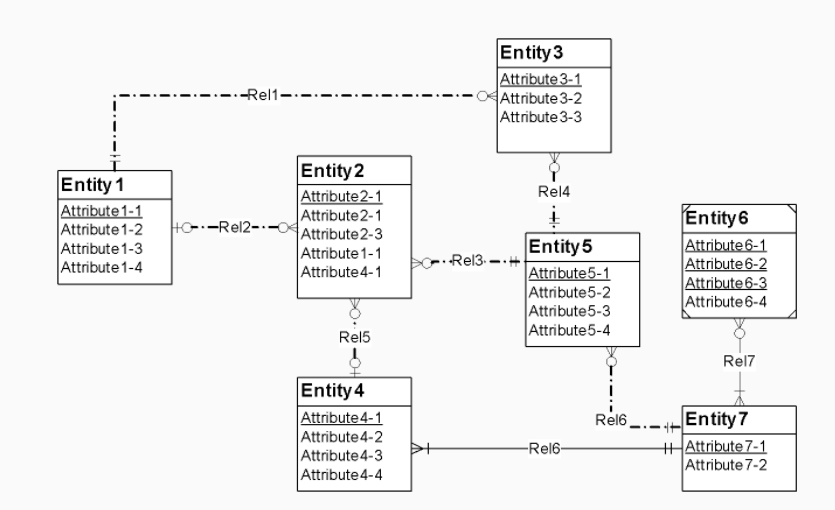 Entity3
Attribute3-1
Attribute3-2
Attribute3-3
Rel1
Entity1
Attribute1-1
Attribute1-2
Attribute1-3
Attribute1-4
Rel2
Entity2
Attribute2-1
Attribute2-1
Attribute2-3
Attribute1-1
Attribute4-1
Rel4
Rel3
Entity5
Attribute5-1
Attribute5-2
Attribute5-3
Attribute5-4
Entity6
Attribute6-1
Attribute6-2
Attribute6-3
Attribute6-4
Rel5
Rel7
Entity4
Attribute4-1
Attribute4-2
Attribute4-3
Attribute4-4
Rel6
Rel6
Entity7
Attribute7-1
Attribute7-2